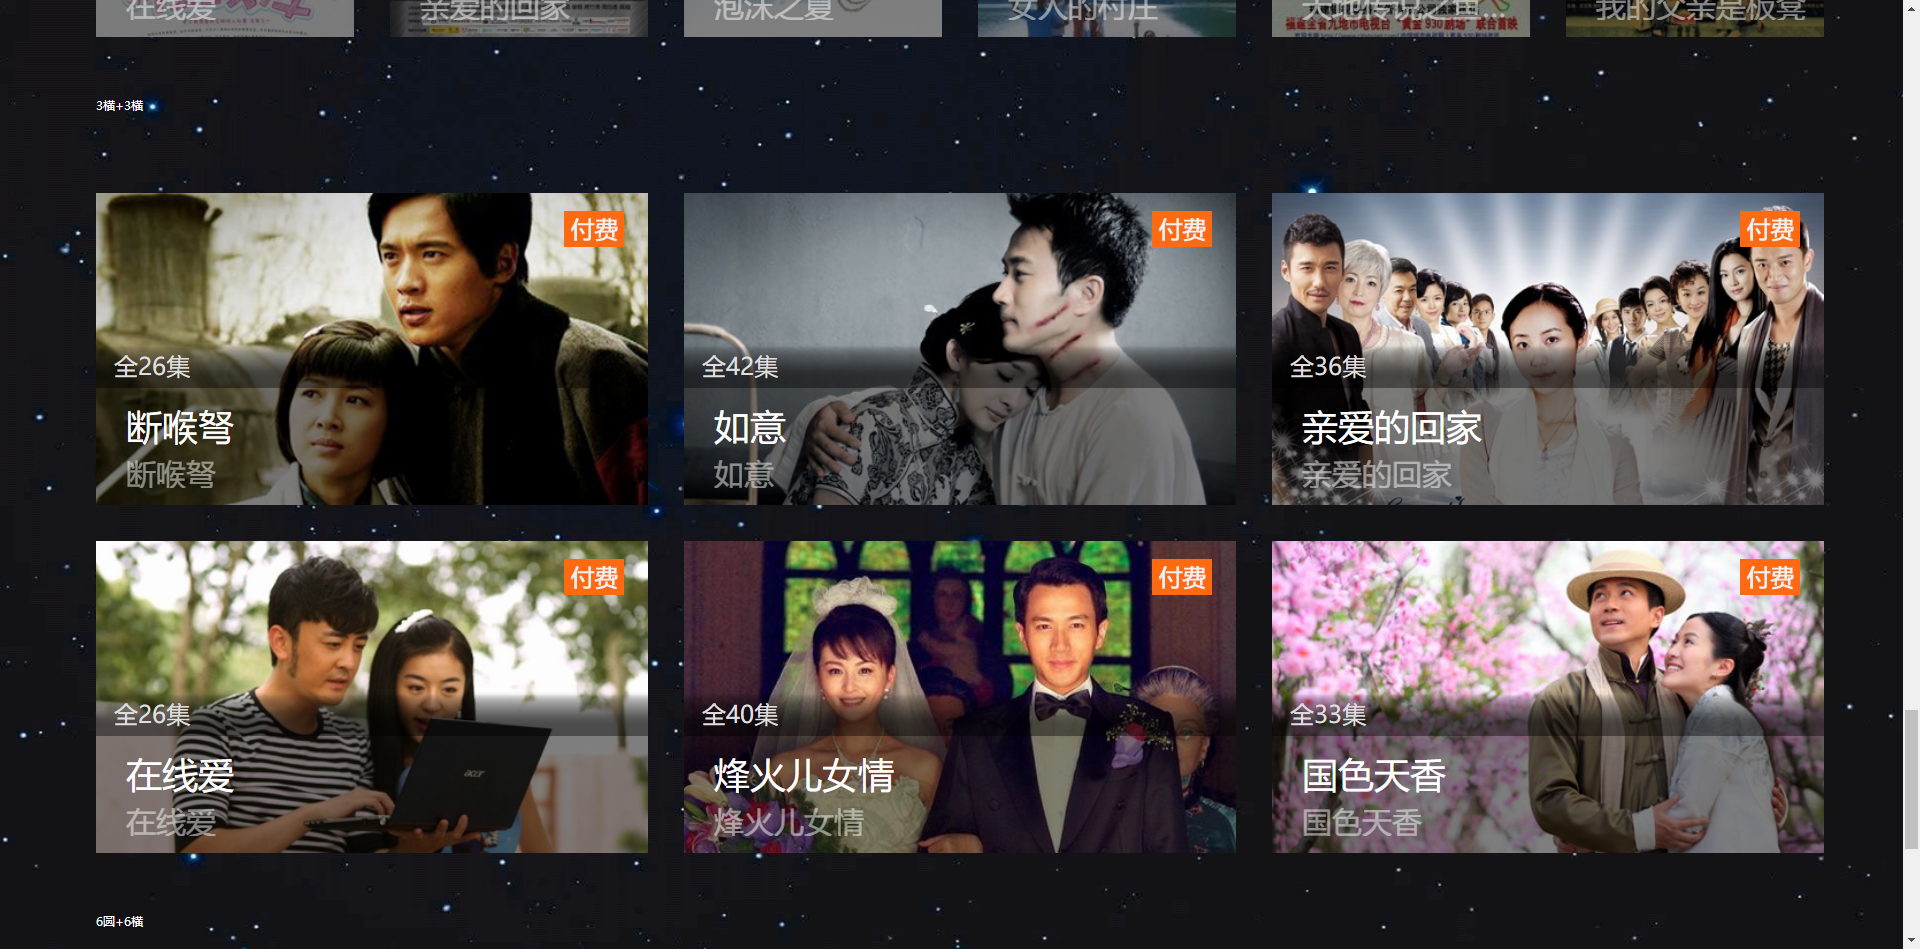 在线爱
亲爱的回家
泡沫之夏
女人的村庄
天地传说之鱼
我的父亲是板凳
3横+3横
付费
全26集
断喉弩
断喉弩
付费
全42集
如意
如意
付费
全36集
亲爱的回家
亲爱的回家
付费
全26集
在线爱
在线爱
acer
付费
全40集
烽火儿女情
烽火儿女情
付费
全33集
国色天香
国色天香
6圆+6横